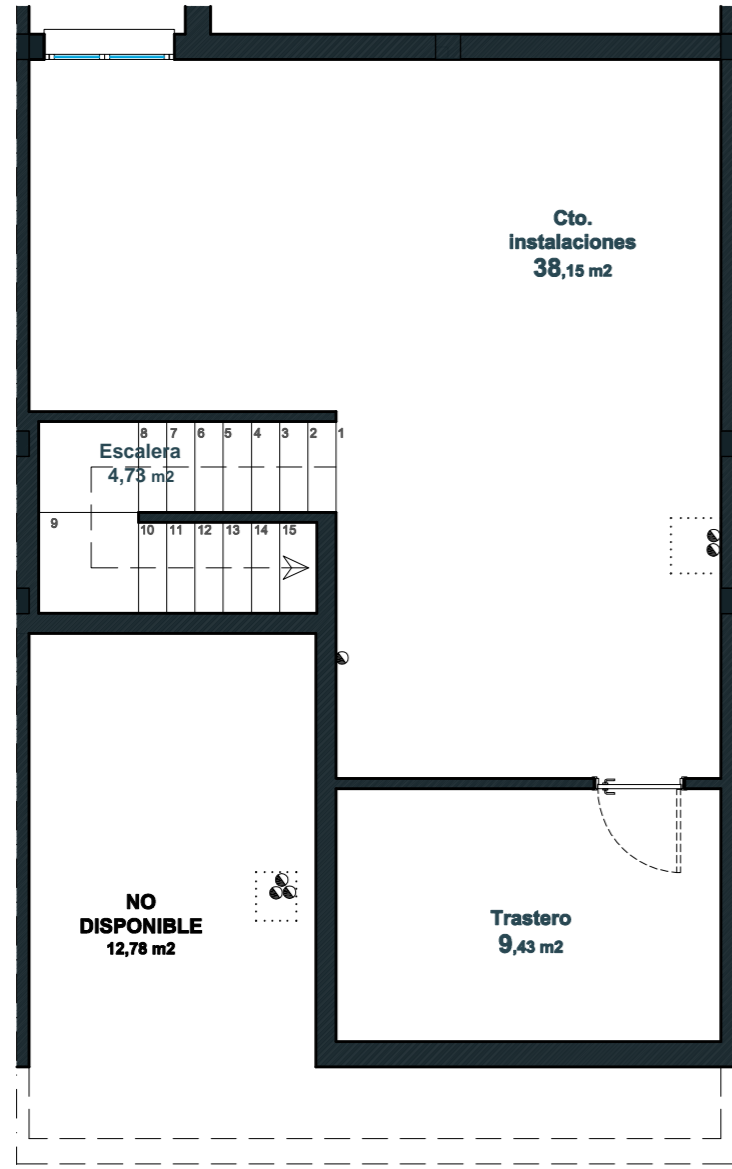 Cto.
instalaciones
38,15 m2
8 7 6 5 4 3 2 1
Escalera
4,73 m2
9
10 11 12 13 14 15
NO
DISPONIBLE
12,78 m2
Trastero
9,43 m2